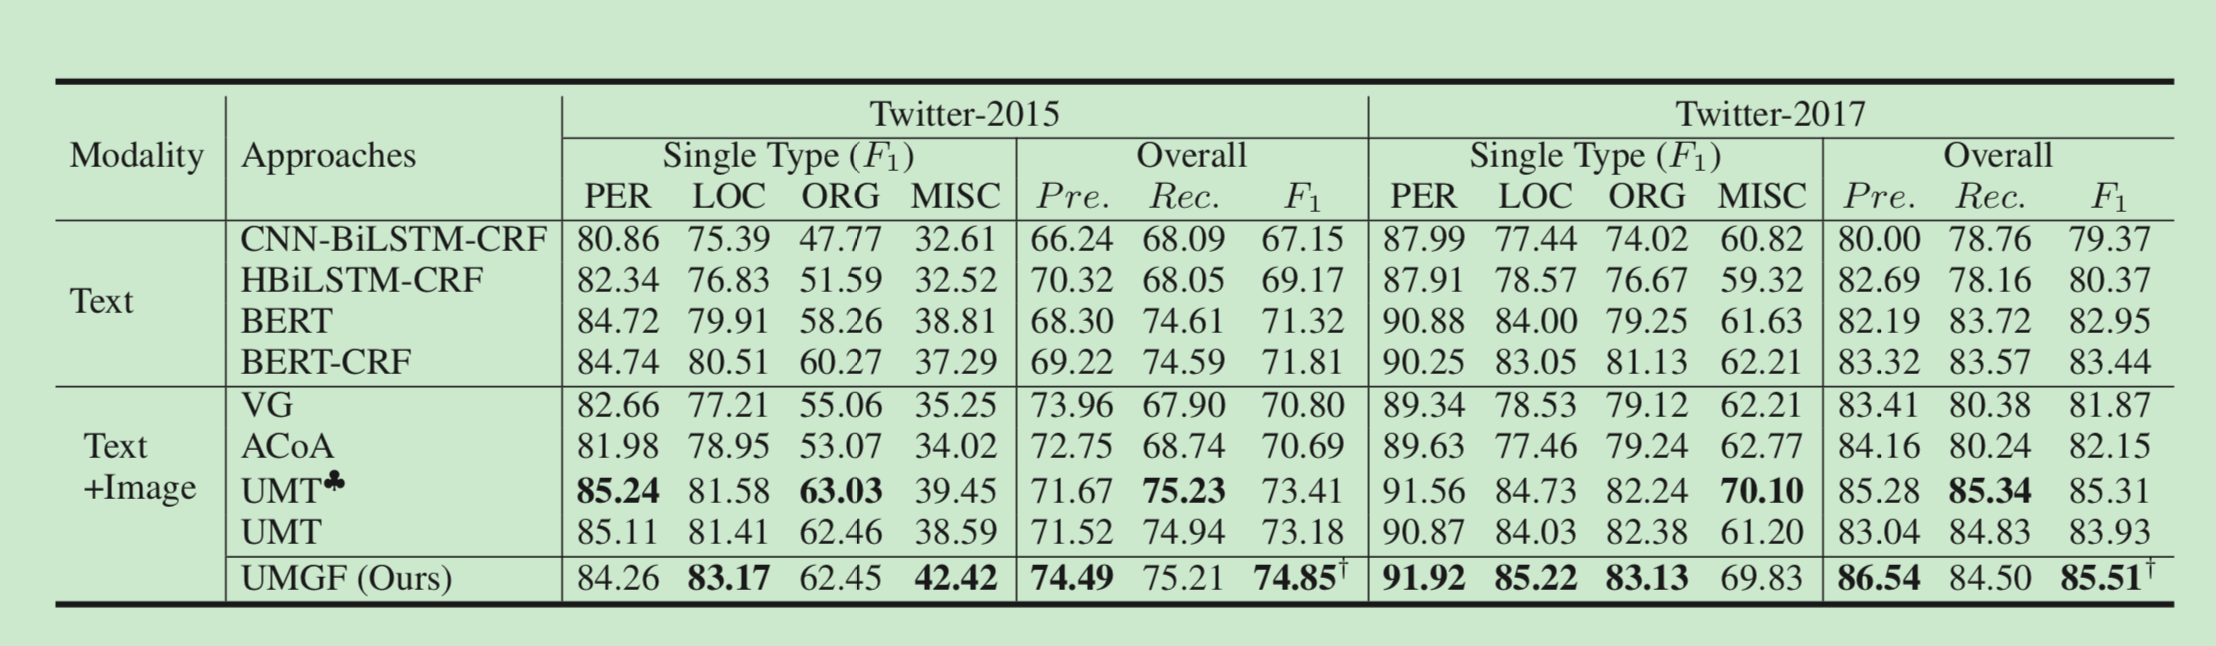 Twitter-2015 Twitter-2017
Modality Approaches Single Type (F1) Overall Single Type (F1) Overall
PER LOC ORG MISC Pre. Rec. F1 PER LOC ORG MISC Pre. Rec. F1
CNN-BiLSTM-CRF 80.86 75.39 47.77 32.61 66.24 68.09 67.15 87.99 77.44 74.02 60.82 80.00 78.76 79.37
HBiLSTM-CRF 82.34 76.83 51.59 32.52 70.32 68.05 69.17 87.91 78.57 76.67 59.32 82.69 78.16 80.37
Text
BERT 84.72 79.91 58.26 38.81 68.30 74.61 71.32 90.88 84.00 79.25 61.63 82.19 83.72 82.95
BERT-CRF 84.74 80.51 60.27 37.29 69.22 74.59 71.81 90.25 83.05 81.13 62.21 83.32 83.57 83.44
VG 82.66 77.21 55.06 35.25 73.96 67.90 70.80 89.34 78.53 79.12 62.21 83.41 80.38 81.87
Text ACoA 81.98 78.95 53.07 34.02 72.75 68.74 70.69 89.63 77.46 79.24 62.77 84.16 80.24 82.15
+Image UMT♣ 85.24 81.58 63.03 39.45 71.67 75.23 73.41 91.56 84.73 82.24 70.10 85.28 85.34 85.31
UMT 85.11 81.41 62.46 38.59 71.52 74.94 73.18 90.87 84.03 82.38 61.20 83.04 84.83 83.93
UMGF (Ours) 84.26 83.17 62.45 42.42 74.49 75.21 74.85† 91.92 85.22 83.13 69.83 86.54 84.50 85.51†